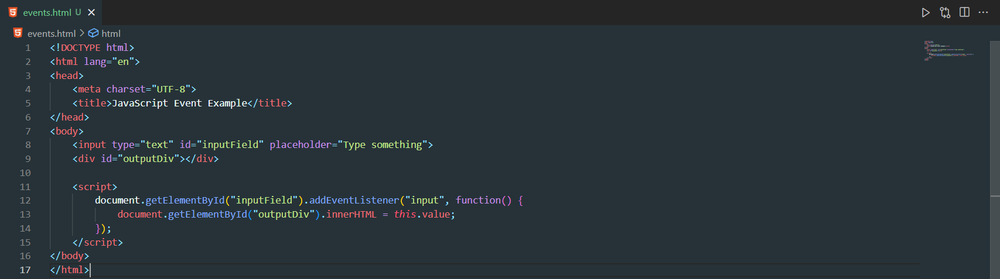 events.html U
events.html > html
1 <!DOCTYPE html>
2 <html lang="en">
3 <head>
4     <meta charset="UTF-8">
5     <title>JavaScript Event Example</title>
6 </head>
7 <body>
8     <input type="text" id="inputField" placeholder="Type something">
9     <div id="outputDiv"></div>
10
11     <script>
12         document.getElementById("inputField").addEventListener("input", function() {
13             document.getElementById("outputDiv").innerHTML = this.value;
14         });
15     </script>
16 </body>
17 </html>